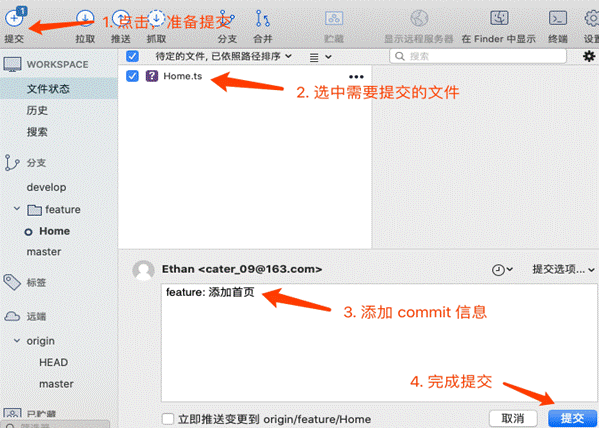 1
1. 点击，准备提交
提交 拉取 推送 抓取 分支 合并 贮藏 显示远程服务器 在 Finder 中显示 终端
WORKSPACE
待定的文件, 已依照路径排序
搜索
文件状态
? Home.ts
2. 选中需要提交的文件
历史
搜索
分支
develop
feature
Home
master
Ethan <cater_09@163.com>
提交选项...
标签
feature: 添加首页
远端
3. 添加 commit 信息
origin
HEAD
master
4. 完成提交
已贮藏
立即推送变更到 origin/feature/Home
取消
提交